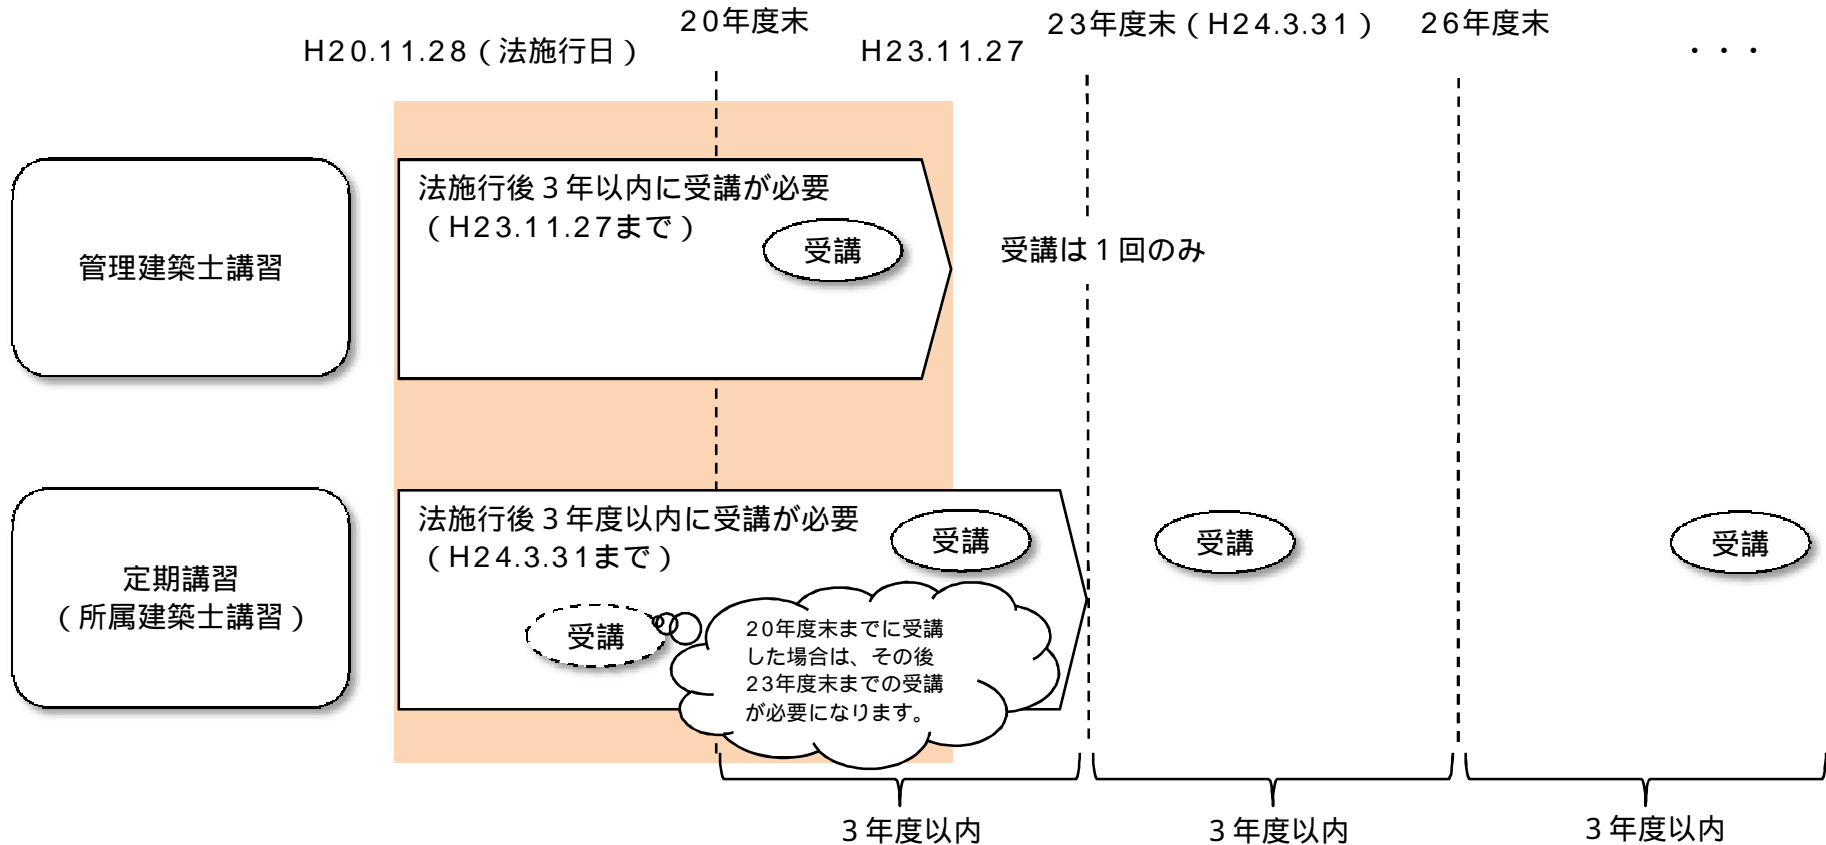 20年度末
23年度末(H24.3.31)
26年度末
H20.11.28(法施行日)
H23.11.27
・・・
管理建築士講習
法施行後3年以内に受講が必要
(H23.11.27まで)
受講
受講は1回のみ
定期講習
(所属建築士講習)
法施行後3年度以内に受講が必要
(H24.3.31まで)
受講
受講
受講
受講
20年度末までに受講
した場合は、その後
23年度末までの受講
が必要になります。
3年度以内
3年度以内
3年度以内